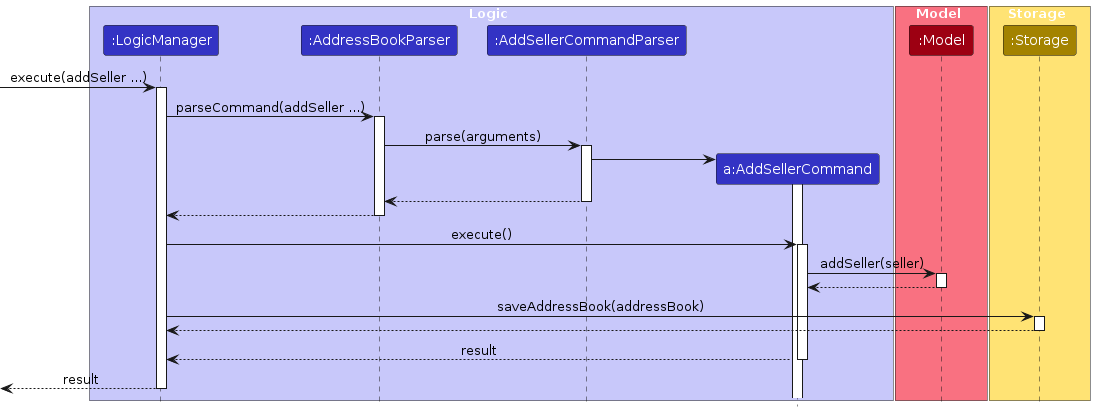 Logic
Model
Storage
:LogicManager
:AddressBookParser
:AddSellerCommandParser
:Model
:Storage
execute(addSeller ...)
parseCommand(addSeller ...)
parse(arguments)
a:AddSellerCommand
execute()
addSeller(seller)
saveAddressBook(addressBook)
result
result